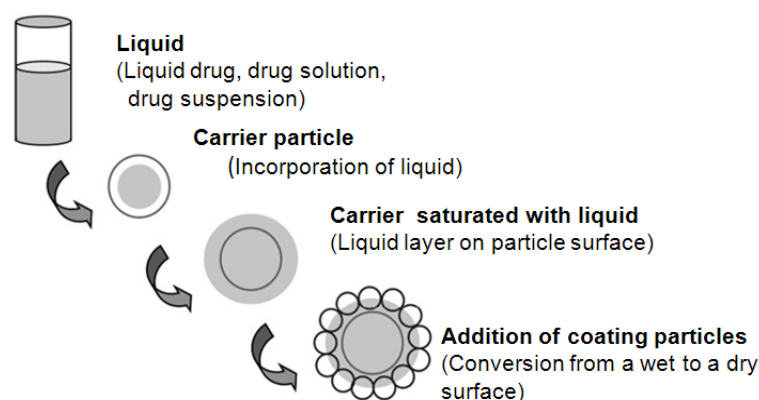 Liquid
(Liquid drug, drug solution,
drug suspension)
Carrier particle
(Incorporation of liquid)
Carrier saturated with liquid
(Liquid layer on particle surface)
Addition of coating particles
(Conversion from a wet to a dry
surface)